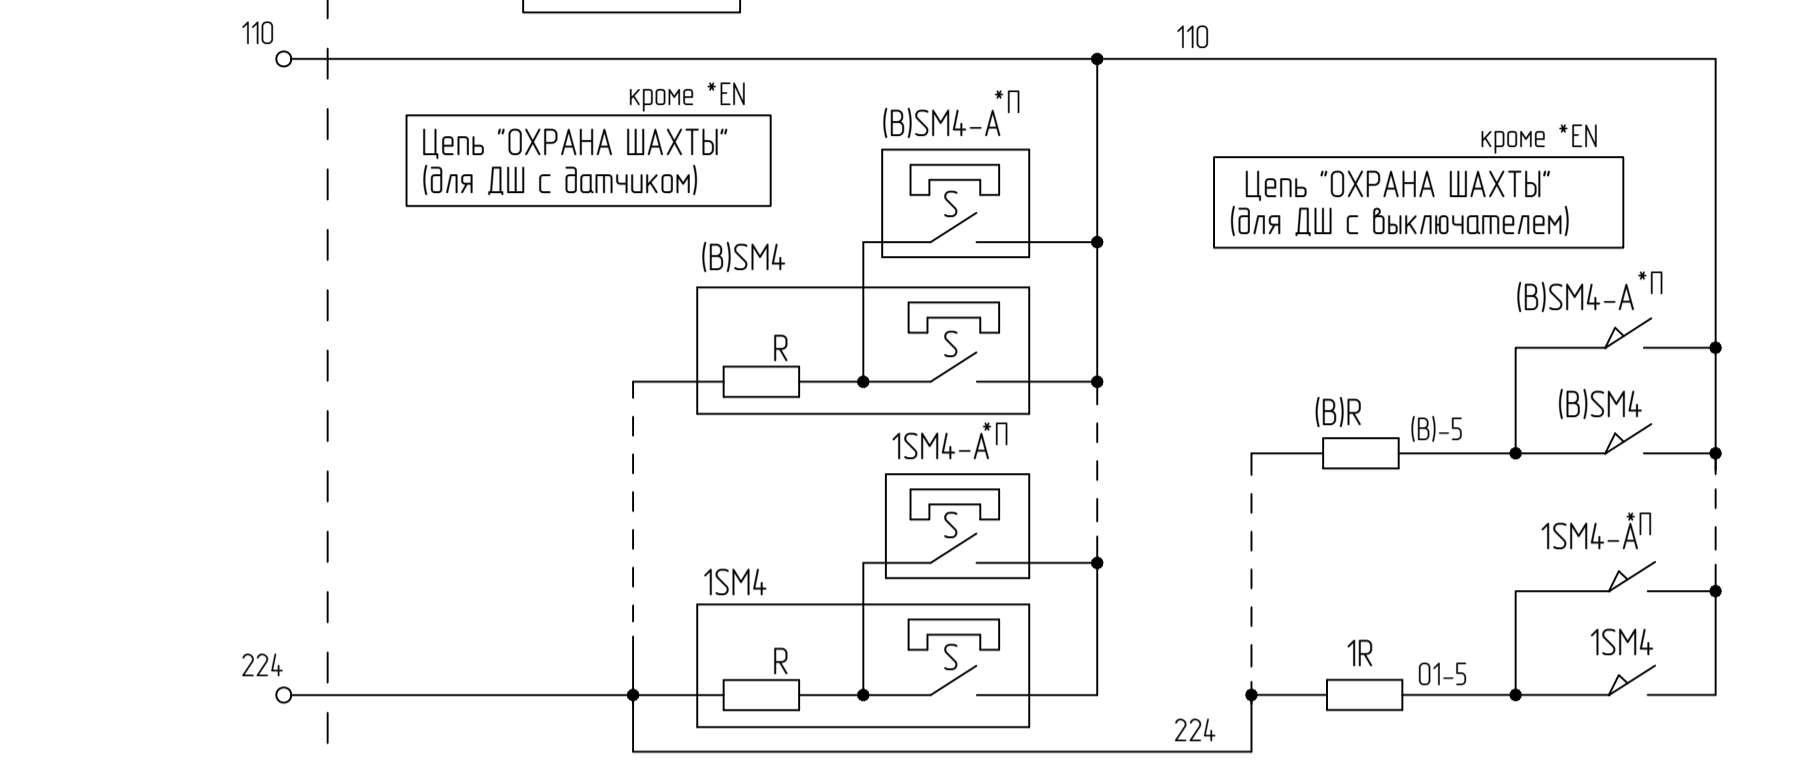 110
110
кроме *EN
Цепь "ОХРАНА ШАХТЫ"
(для ДШ с датчиком)
(В)SM4-А*П
S
кроме *EN
Цепь "ОХРАНА ШАХТЫ"
(для ДШ с выключателем)
(В)SM4
R
S
(В)SM4-А*П
(В)R
(В)-5
(В)SM4
1SM4-А*П
S
1SM4-А*П
1SM4
R
S
1R
01-5
1SM4
224
224